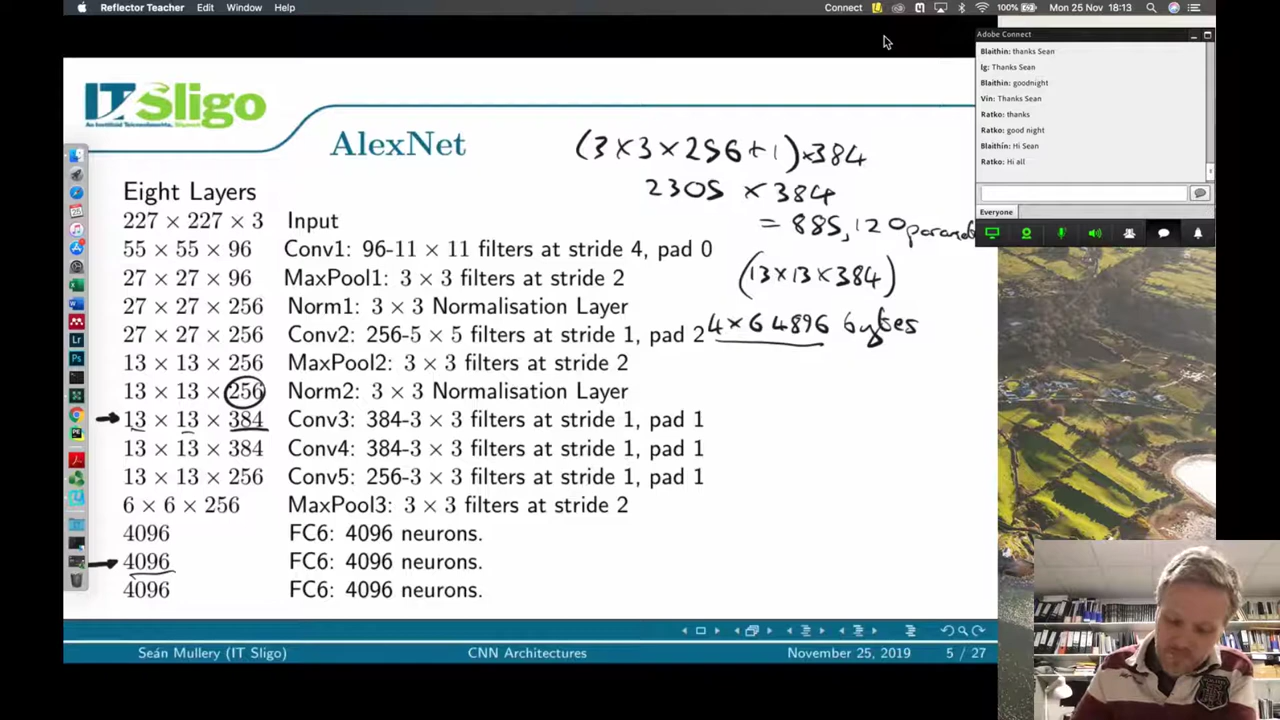 Reflector Teacher Edit Window Help
Connect 100% Mon 25 Nov 18:13
Adobe Connect
Blaithin: thanks Sean
Ig: Thanks Sean
Blaithin: goodnight
Vin: Thanks Sean
Ratko: thanks
Ratko: good night
Blaithín: Hi Sean
Ratko: Hi all
Everyone
IT Sligo
An Institiúid Teicneolaíochta, Sligeach
AlexNet
(3×3×256+1)×384
2305 × 384
= 885,120 params
(13×13×384)
4×64896 bytes
Eight Layers
227 × 227 × 3 Input
55 × 55 × 96 Conv1: 96-11 × 11 filters at stride 4, pad 0
27 × 27 × 96 MaxPool1: 3 × 3 filters at stride 2
27 × 27 × 256 Norm1: 3 × 3 Normalisation Layer
27 × 27 × 256 Conv2: 256-5 × 5 filters at stride 1, pad 2
13 × 13 × 256 MaxPool2: 3 × 3 filters at stride 2
13 × 13 × 256 Norm2: 3 × 3 Normalisation Layer
13 × 13 × 384 Conv3: 384-3 × 3 filters at stride 1, pad 1
13 × 13 × 384 Conv4: 384-3 × 3 filters at stride 1, pad 1
13 × 13 × 256 Conv5: 256-3 × 3 filters at stride 1, pad 1
6 × 6 × 256 MaxPool3: 3 × 3 filters at stride 2
4096 FC6: 4096 neurons.
4096 FC6: 4096 neurons.
4096 FC6: 4096 neurons.
Seán Mullery (IT Sligo) CNN Architectures November 25, 2019 5 / 27